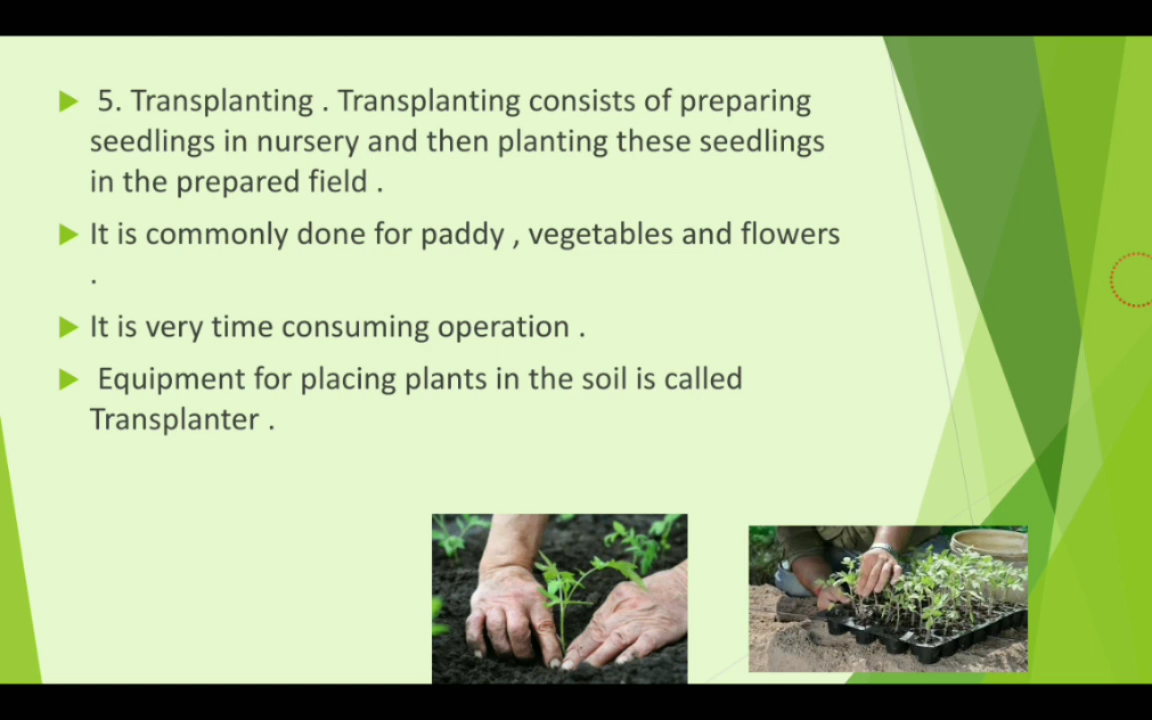 5. Transplanting . Transplanting consists of preparing
seedlings in nursery and then planting these seedlings
in the prepared field .
It is commonly done for paddy , vegetables and flowers
.
It is very time consuming operation .
Equipment for placing plants in the soil is called
Transplanter .